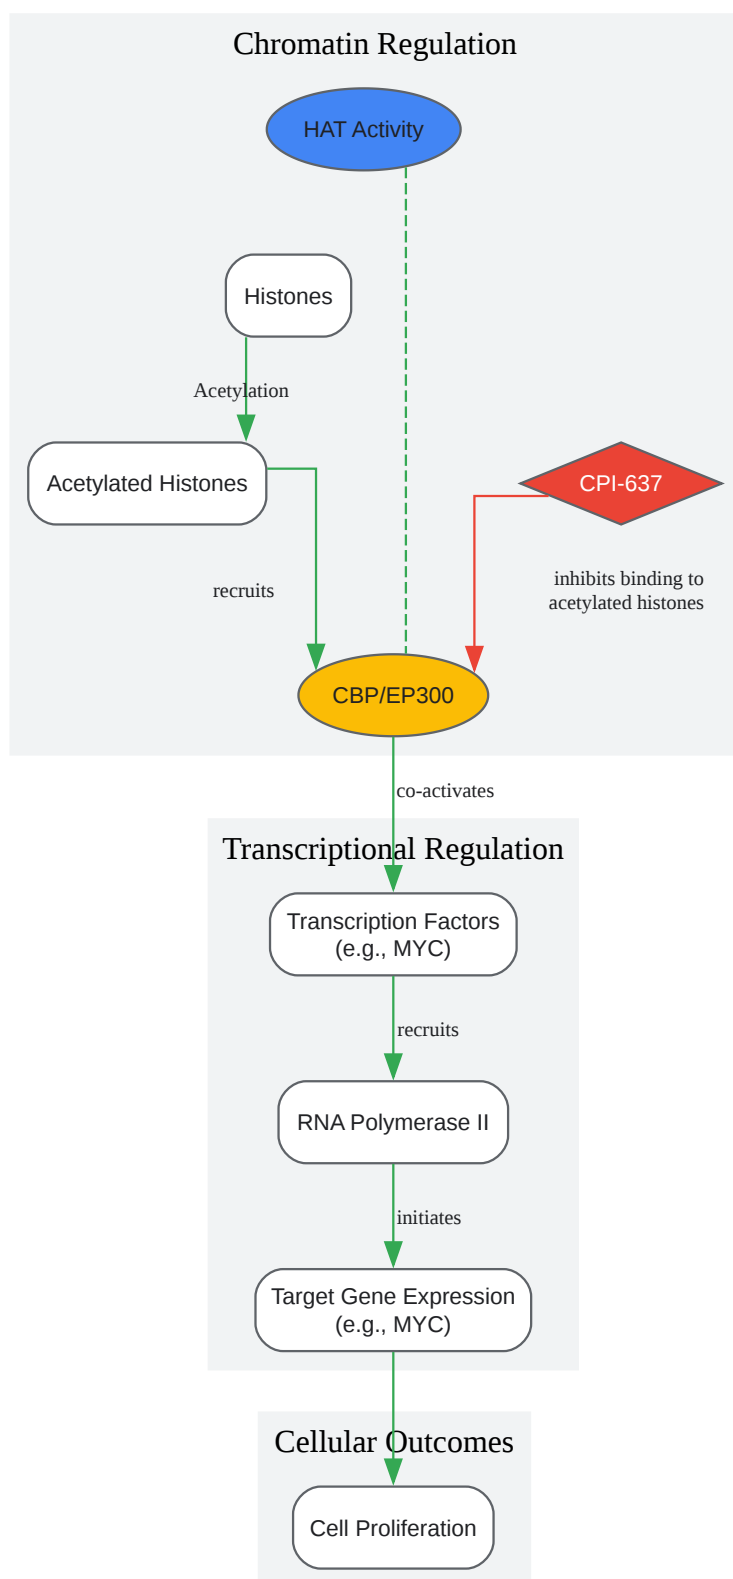 Chromatin Regulation
HAT Activity
Histones
Acetylation
Acetylated Histones
CPI-637
recruits
inhibits binding to
acetylated histones
CBP/EP300
co-activates
Transcriptional Regulation
Transcription Factors
(e.g., MYC)
recruits
RNA Polymerase II
initiates
Target Gene Expression
(e.g., MYC)
Cellular Outcomes
Cell Proliferation